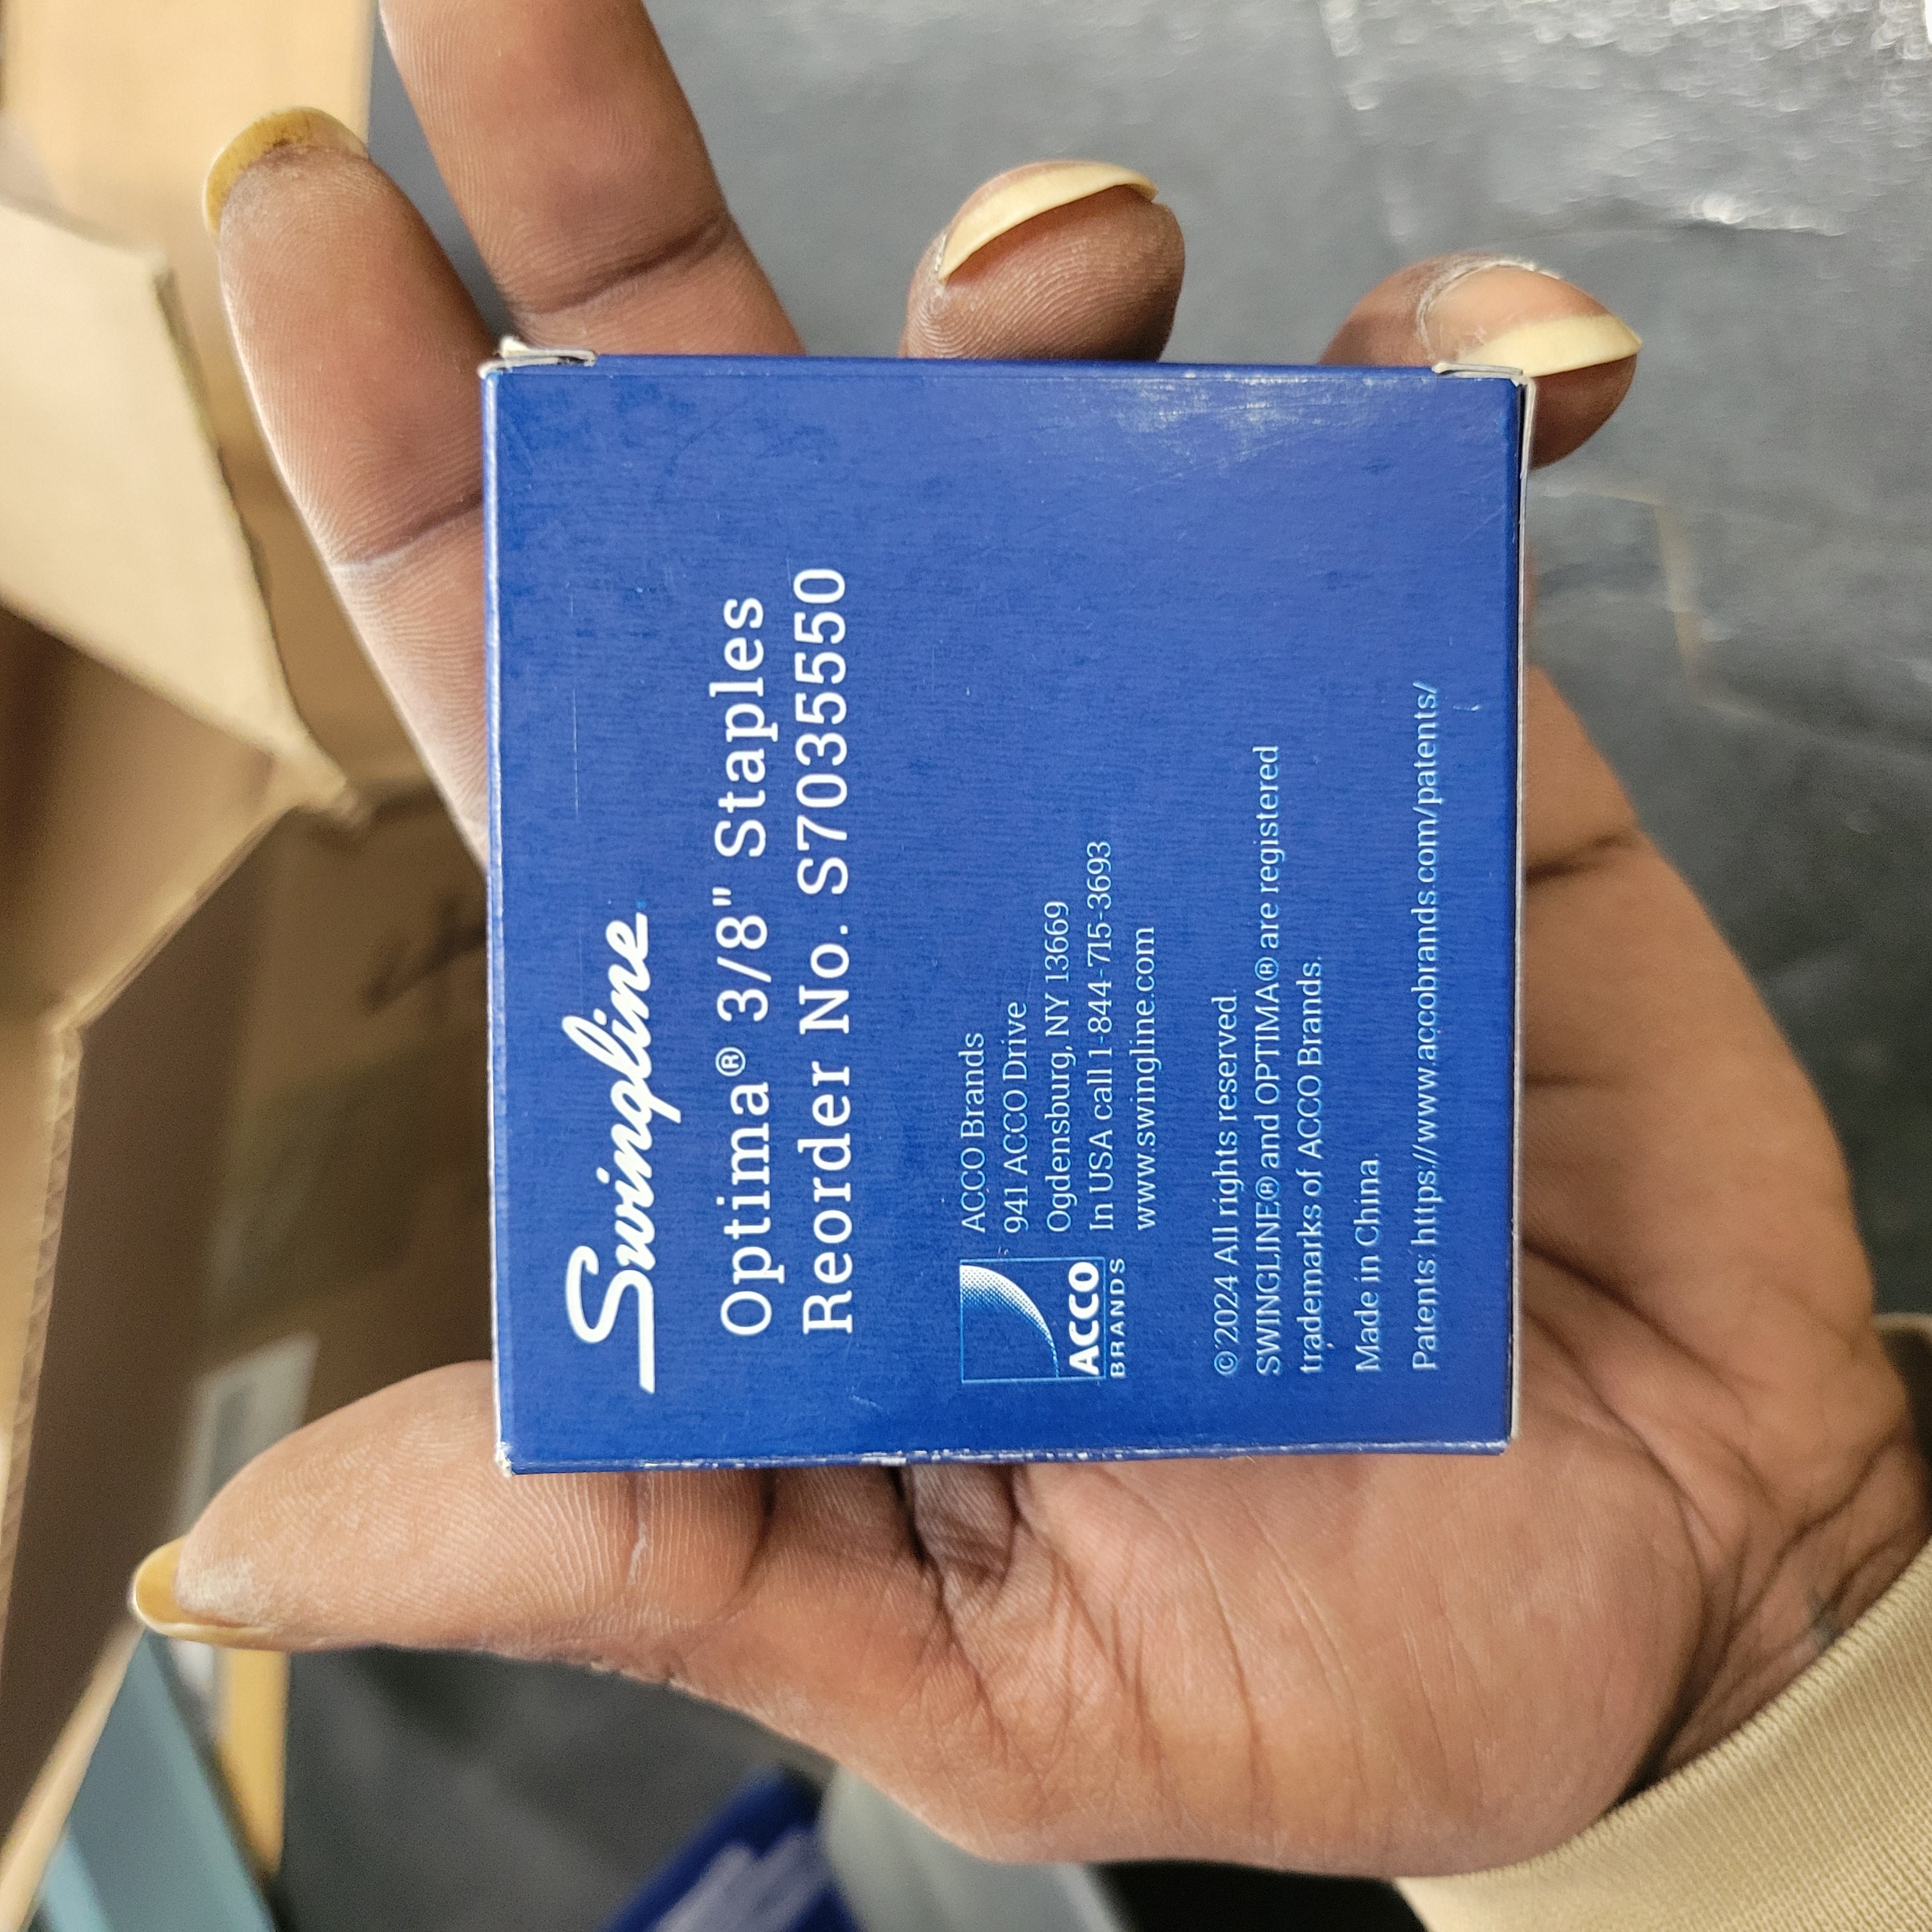 Swingline
Optima® 3/8" Staples
Reorder No. S7035550
ACCO
BRANDS
ACCO Brands
941 ACCO Drive
Ogdensburg, NY 13669
In USA call 1-844-715-3693
www.swingline.com
©2024 All rights reserved.
SWINGLINE® and OPTIMA® are registered
trademarks of ACCO Brands.
Made in China
Patents: https://www.accobrands.com/patents/